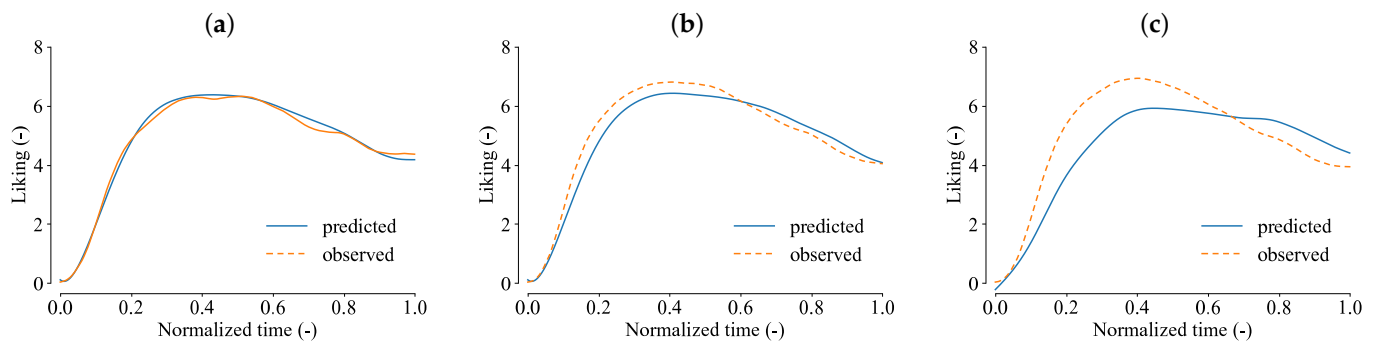 (a)
8
6
4
2
0
Liking (-)
predicted
observed
0.0 0.2 0.4 0.6 0.8 1.0
Normalized time (-)
(b)
8
6
4
2
0
Liking (-)
predicted
observed
0.0 0.2 0.4 0.6 0.8 1.0
Normalized time (-)
(c)
8
6
4
2
0
Liking (-)
predicted
observed
0.0 0.2 0.4 0.6 0.8 1.0
Normalized time (-)